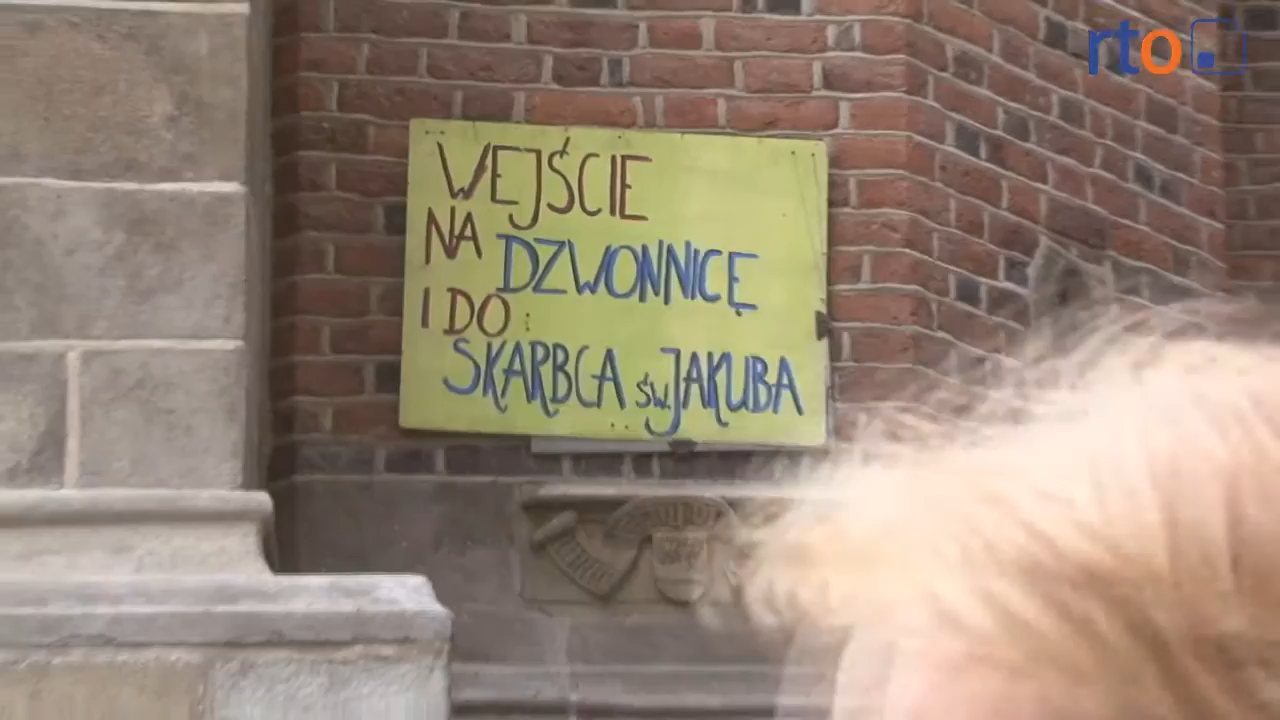 rto
WEJŚCIE
NA DZWONNICĘ
I DO:
SKARBCA ŚW. JAKUBA